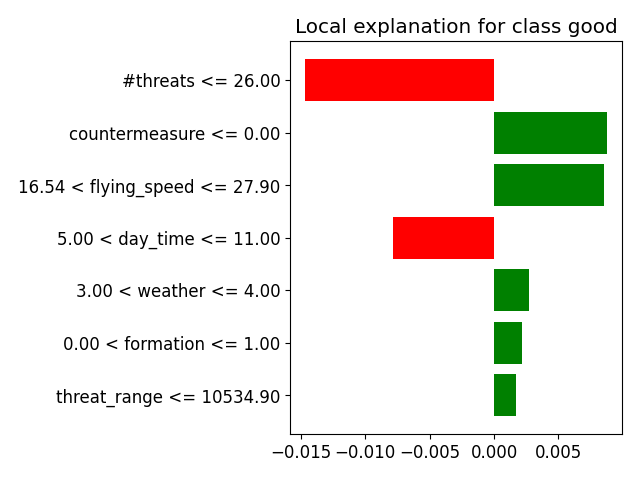 Local explanation for class good
#threats <= 26.00
countermeasure <= 0.00
16.54 < flying_speed <= 27.90
5.00 < day_time <= 11.00
3.00 < weather <= 4.00
0.00 < formation <= 1.00
threat_range <= 10534.90
−0.015 −0.010 −0.005 0.000 0.005